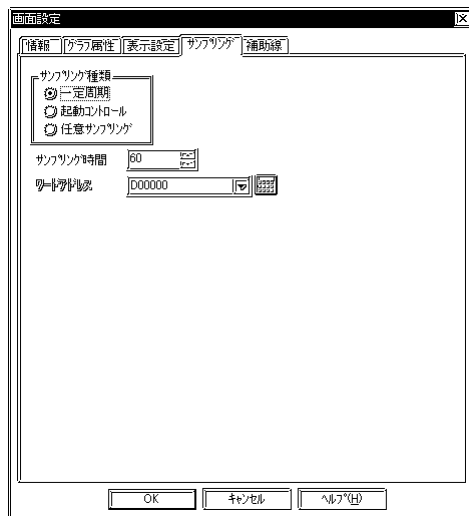 画面設定
情報 グラフ属性 表示設定 ｻﾝﾌﾟﾘﾝｸﾞ 補助線
ｻﾝﾌﾟﾘﾝｸﾞ種類
一定周期
起動ｺﾝﾄﾛｰﾙ
任意ｻﾝﾌﾟﾘﾝｸﾞ
ｻﾝﾌﾟﾘﾝｸﾞ時間 60
ﾜｰﾄﾞｱﾄﾞﾚｽ D00000
OK ｷｬﾝｾﾙ ﾍﾙﾌﾟ(H)